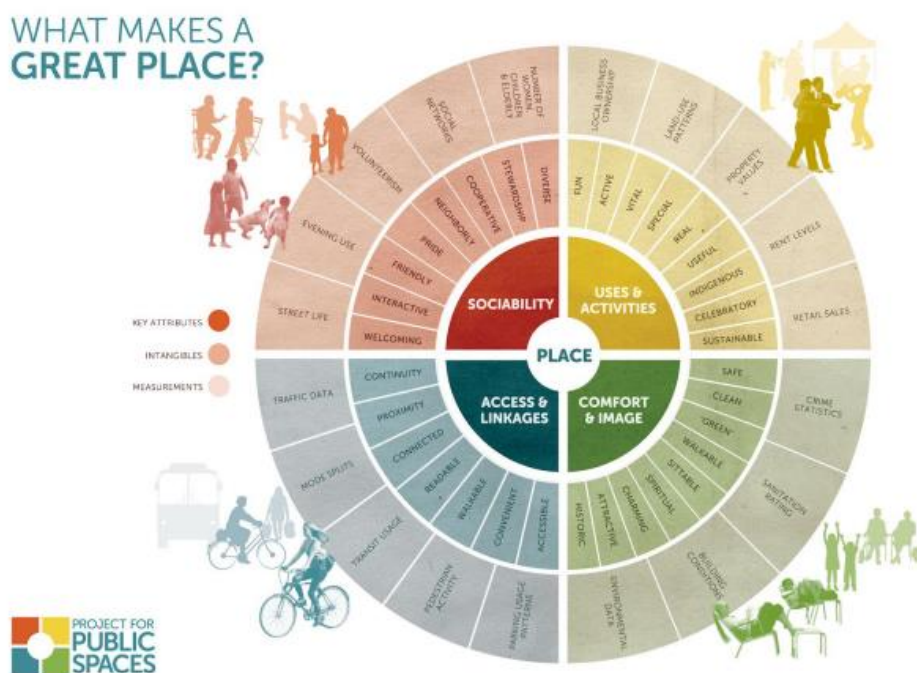 WHAT MAKES A
GREAT PLACE?
KEY ATTRIBUTES
INTANGIBLES
MEASUREMENTS
PLACE
SOCIABILITY
USES &
ACTIVITIES
ACCESS &
LINKAGES
COMFORT
& IMAGE
WELCOMING
INTERACTIVE
FRIENDLY
PRIDE
NEIGHBORLY
COOPERATIVE
STEWARDSHIP
DIVERSE
FUN
ACTIVE
VITAL
SPECIAL
REAL
USEFUL
INDIGENOUS
CELEBRATORY
SUSTAINABLE
SAFE
CLEAN
"GREEN"
WALKABLE
SITTABLE
SPIRITUAL
CHARMING
ATTRACTIVE
HISTORIC
ACCESSIBLE
CONVENIENT
WALKABLE
READABLE
CONNECTED
PROXIMITY
CONTINUITY
STREET LIFE
EVENING USE
VOLUNTEERISM
SOCIAL
NETWORKS
NUMBER OF
WOMEN,
CHILDREN
& ELDERLY
LOCAL BUSINESS
OWNERSHIP
LAND-USE
PATTERNS
PROPERTY
VALUES
RENT LEVELS
RETAIL SALES
CRIME
STATISTICS
SANITATION
RATING
BUILDING
CONDITIONS
ENVIRONMENTAL
DATA
PARKING USAGE
PATTERNS
PEDESTRIAN
ACTIVITY
TRANSIT USAGE
MODE SPLITS
TRAFFIC DATA
PROJECT FOR
PUBLIC
SPACES